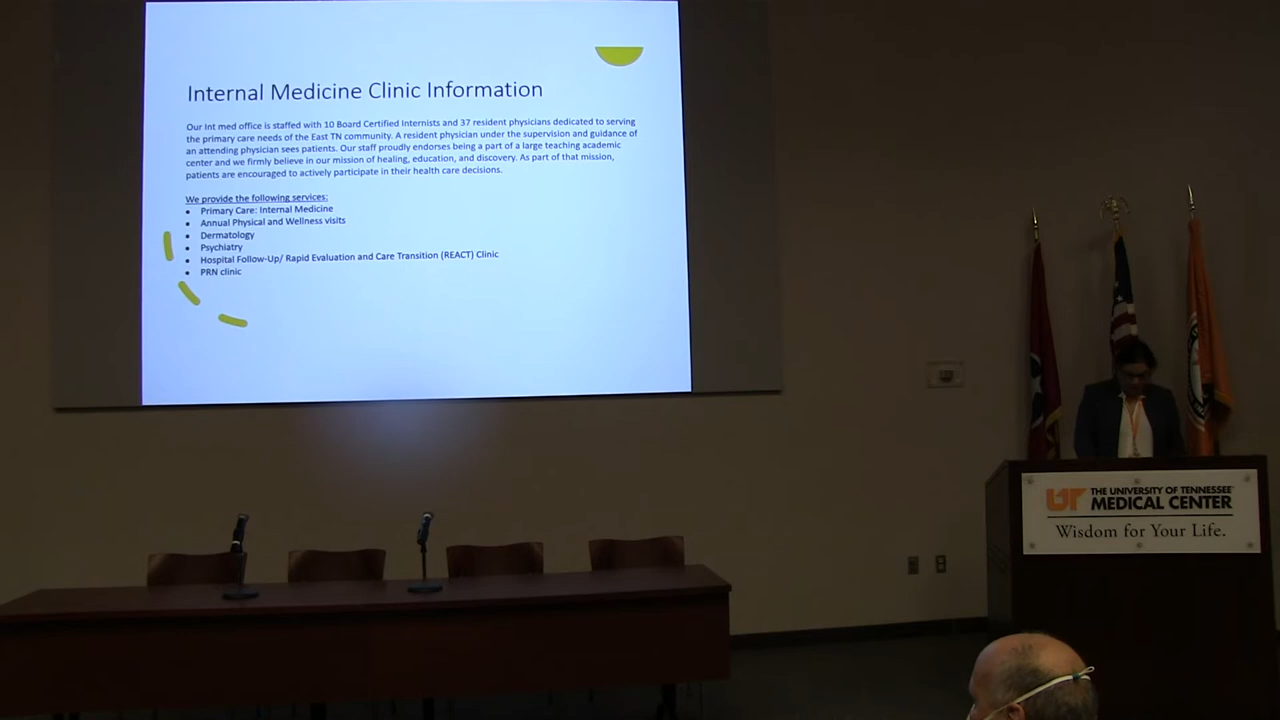 Internal Medicine Clinic Information
Our Int med office is staffed with 10 Board Certified Internists and 37 resident physicians dedicated to serving
the primary care needs of the East TN community. A resident physician under the supervision and guidance of
an attending physician sees patients. Our staff proudly endorses being a part of a large teaching academic
center and we firmly believe in our mission of healing, education, and discovery. As part of that mission,
patients are encouraged to actively participate in their health care decisions.
We provide the following services:
• Primary Care: Internal Medicine
• Annual Physical and Wellness visits
• Dermatology
• Psychiatry
• Hospital Follow-Up/ Rapid Evaluation and Care Transition (REACT) Clinic
• PRN clinic
UT THE UNIVERSITY OF TENNESSEE
MEDICAL CENTER
Wisdom for Your Life.